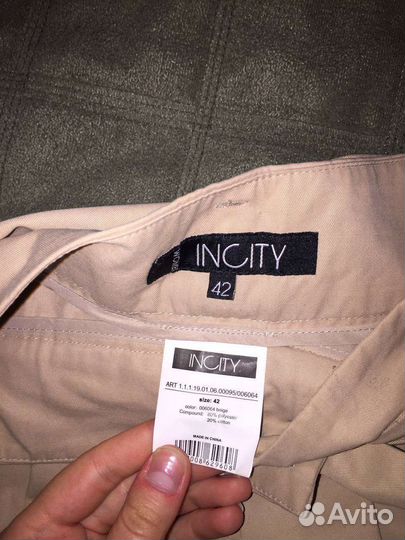 INCITY
42
INCITY
ART 1.1.1.19.01.06.00095/006064
size: 42
color: 006064 beige
Compound: 80% polyester
20% cotton
MADE IN CHINA
008629608
Avito